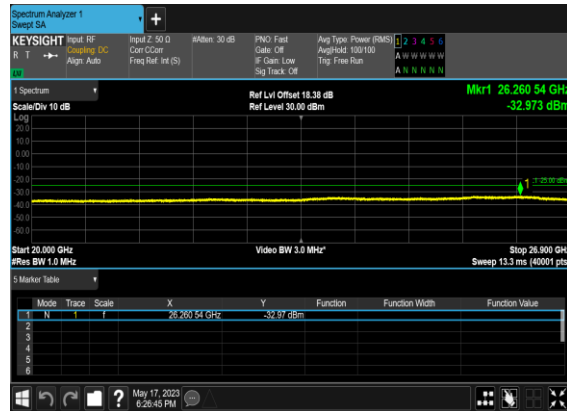 Spectrum Analyzer 1
Swept SA
+
KEYSIGHT Input: RF Input Z: 50 Ω #Atten: 30 dB PNO: Fast Avg Type: Power (RMS) 1 2 3 4 5 6
R T Coupling: DC Corr CCorr Gate: Off Avg|Hold: 100/100 A W W W W W
Align: Auto Freq Ref: Int (S) IF Gain: Low Trig: Free Run
Sig Track: Off A N N N N N
1 Spectrum Ref Lvl Offset 18.38 dB Mkr1 26.260 54 GHz
Scale/Div 10 dB Ref Level 30.00 dBm -32.973 dBm
Log
20.0
10.0
0.00
-10.0
-20.0
-30.0
-40.0
-50.0
-60.0
1
-25.00 dBm
Start 20.000 GHz Video BW 3.0 MHz* Stop 26.900 GHz
#Res BW 1.0 MHz Sweep 13.3 ms (40001 pts)
5 Marker Table
Mode Trace Scale X Y Function Function Width Function Value
1 N 1 f 26.260 54 GHz -32.97 dBm
2
3
4
5
6
? May 17, 2023
6:26:45 PM